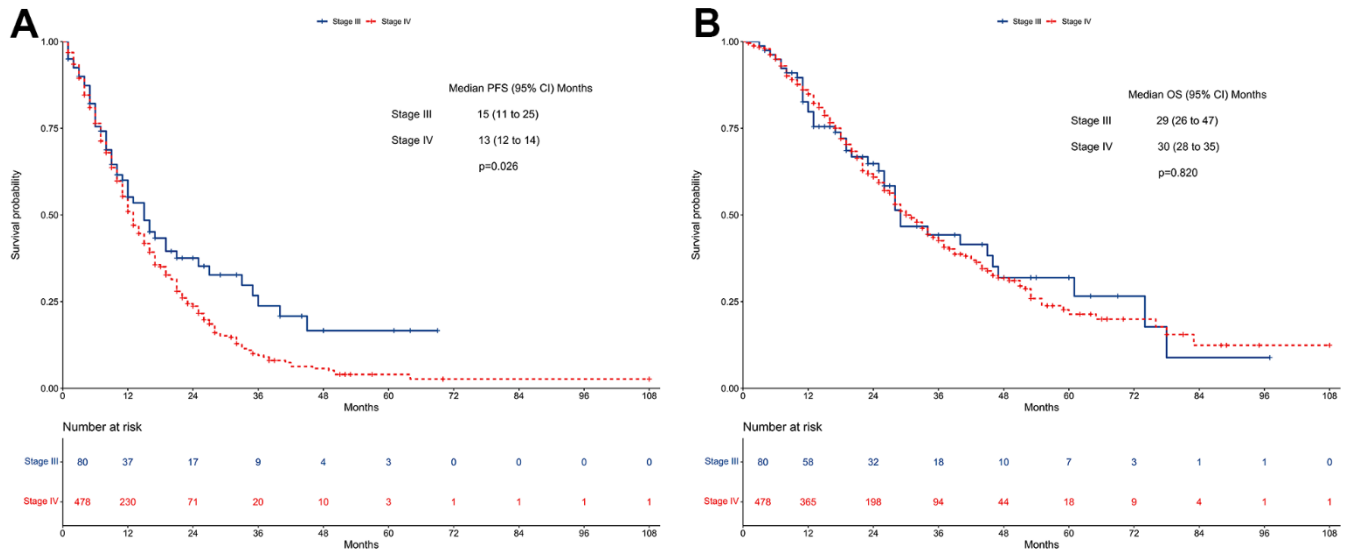 A
Stage III Stage IV
Survival probability
1.00
0.75
0.50
0.25
0.00
Median PFS (95% CI) Months
Stage III 15 (11 to 25)
Stage IV 13 (12 to 14)
p=0.026
0 12 24 36 48 60 72 84 96 108
Months
Number at risk
Stage III 80 37 17 9 4 3 0 0 0 0
Stage IV 478 230 71 20 10 3 1 1 1 1
0 12 24 36 48 60 72 84 96 108
Months
B
Stage III Stage IV
Survival probability
1.00
0.75
0.50
0.25
0.00
Median OS (95% CI) Months
Stage III 29 (26 to 47)
Stage IV 30 (28 to 35)
p=0.820
0 12 24 36 48 60 72 84 96 108
Months
Number at risk
Stage III 80 58 32 18 10 7 3 1 1 0
Stage IV 478 365 198 94 44 18 9 4 1 1
0 12 24 36 48 60 72 84 96 108
Months